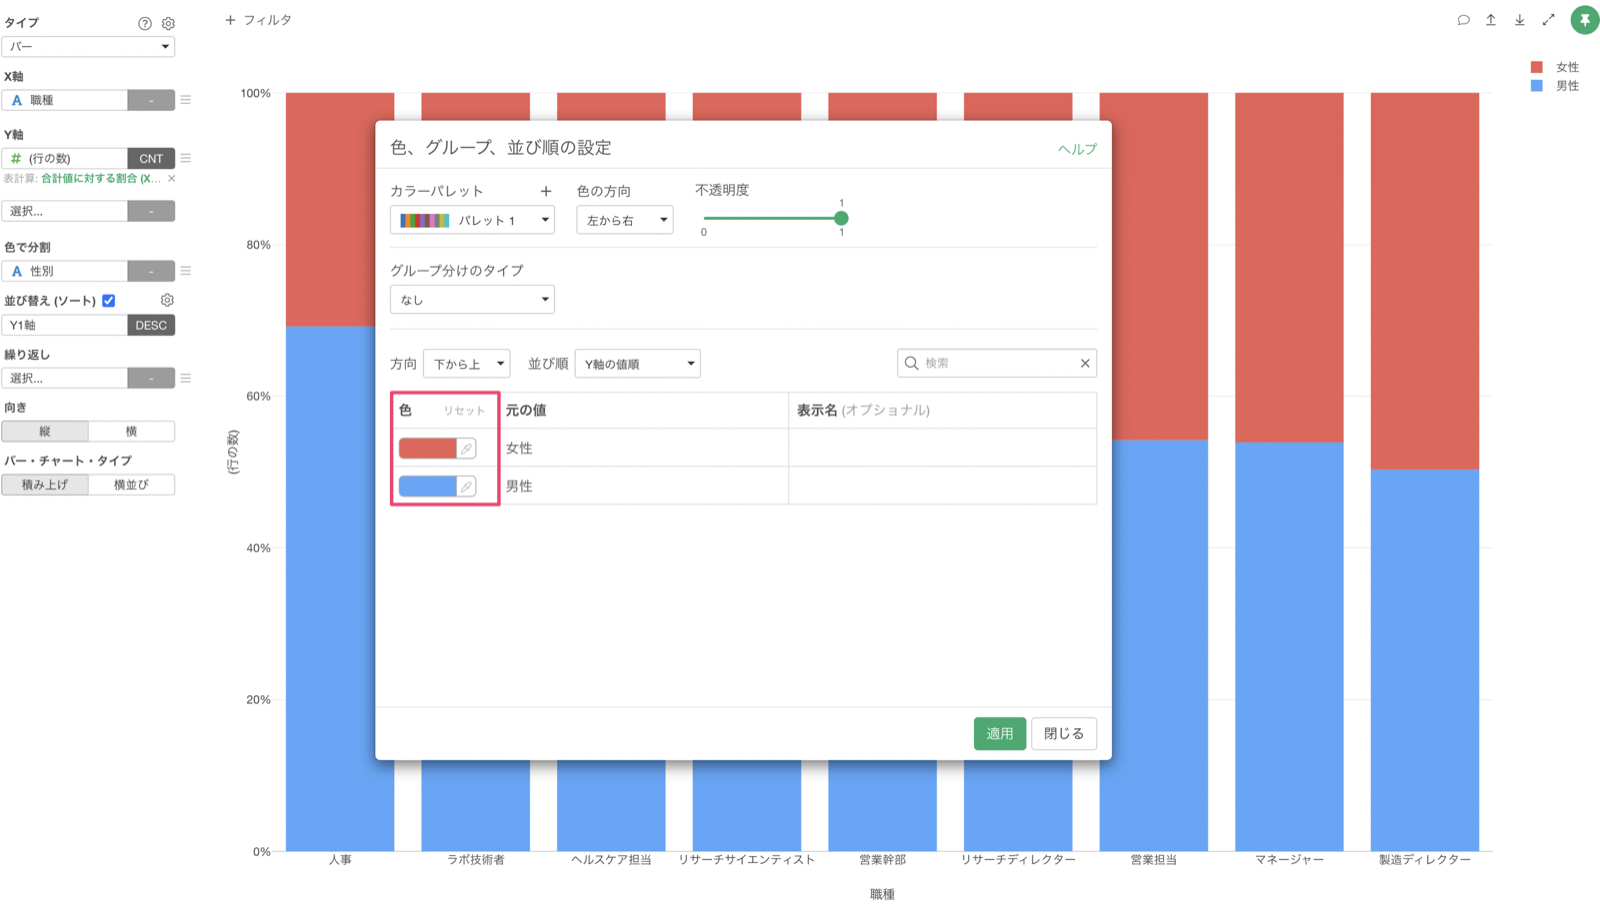 タイプ
バー
X軸
A 職種 -
Y軸
# (行の数) CNT
表計算: 合計値に対する割合 (X... ×
選択... -
色で分割
A 性別 -
並び替え (ソート)
Y1軸 DESC
繰り返し
選択... -
向き
縦 横
バー・チャート・タイプ
積み上げ 横並び
+ フィルタ
女性
男性
100%
80%
60%
40%
20%
0%
(行の数)
色、グループ、並び順の設定
ヘルプ
カラーパレット +
パレット 1
色の方向
左から右
不透明度
1
0 1
グループ分けのタイプ
なし
方向 下から上 並び順 Y軸の値順 検索
色 リセット 元の値 表示名 (オプショナル)
女性
男性
適用 閉じる
人事 ラボ技術者 ヘルスケア担当 リサーチサイエンティスト 営業幹部 リサーチディレクター 営業担当 マネージャー 製造ディレクター
職種